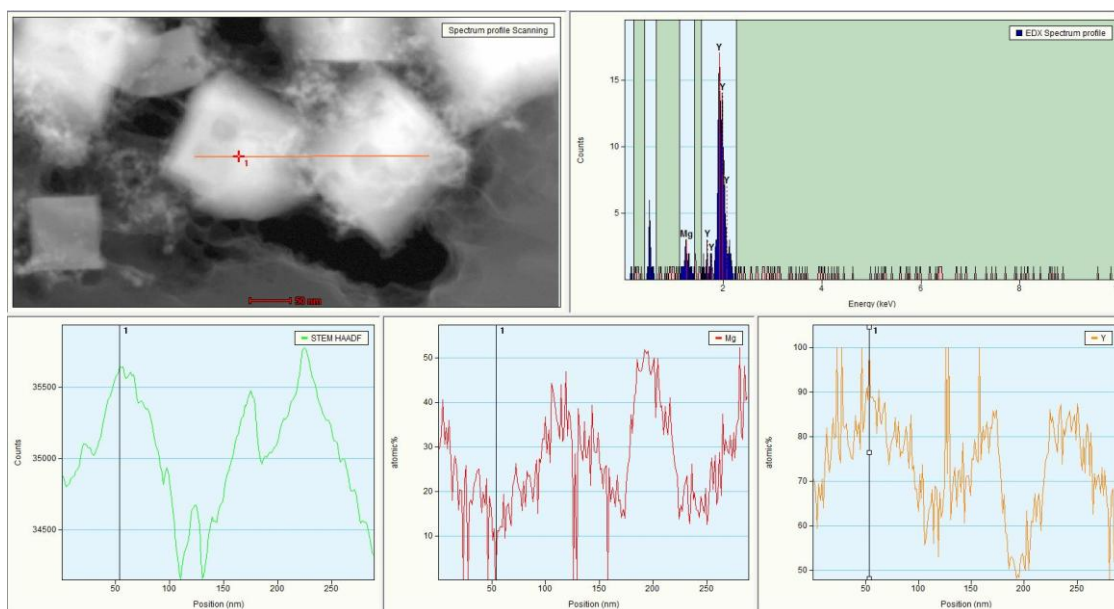 Spectrum profile Scanning
1
50 nm
EDX Spectrum profile
Counts
15
10
5
Mg
Y
Y
Y
Y
Y
2
4
6
8
Energy (keV)
1
STEM HAADF
Counts
35500
35000
34500
50
100
150
200
250
Position (nm)
1
Mg
atomic%
50
40
30
20
10
50
100
150
200
250
Position (nm)
1
Y
atomic%
100
90
80
70
60
50
50
100
150
200
250
Position (nm)